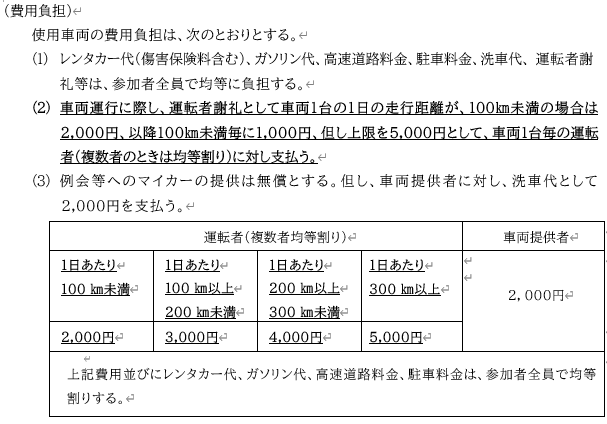 (費用負担)
使用車両の費用負担は、次のとおりとする。
(1) レンタカー代(傷害保険料含む)、ガソリン代、高速道路料金、駐車料金、洗車代、運転者謝
礼等は、参加者全員で均等に負担する。
(2) 車両運行に際し、運転者謝礼として車両1台の1日の走行距離が、100㎞未満の場合は
2,000円、以降100㎞未満毎に1,000円、但し上限を5,000円として、車両1台毎の運転
者(複数者のときは均等割り)に対し支払う。
(3) 例会等へのマイカーの提供は無償とする。但し、車両提供者に対し、洗車代として
2,000円を支払う。
運転者(複数者均等割り) 車両提供者
1日あたり 1日あたり 1日あたり 1日あたり
100 ㎞未満 100 ㎞以上 200 ㎞以上 300 ㎞以上 2,000円
200 ㎞未満 300 ㎞未満
2,000円 3,000円 4,000円 5,000円
上記費用並びにレンタカー代、ガソリン代、高速道路料金、駐車料金は、参加者全員で均等
割りする。